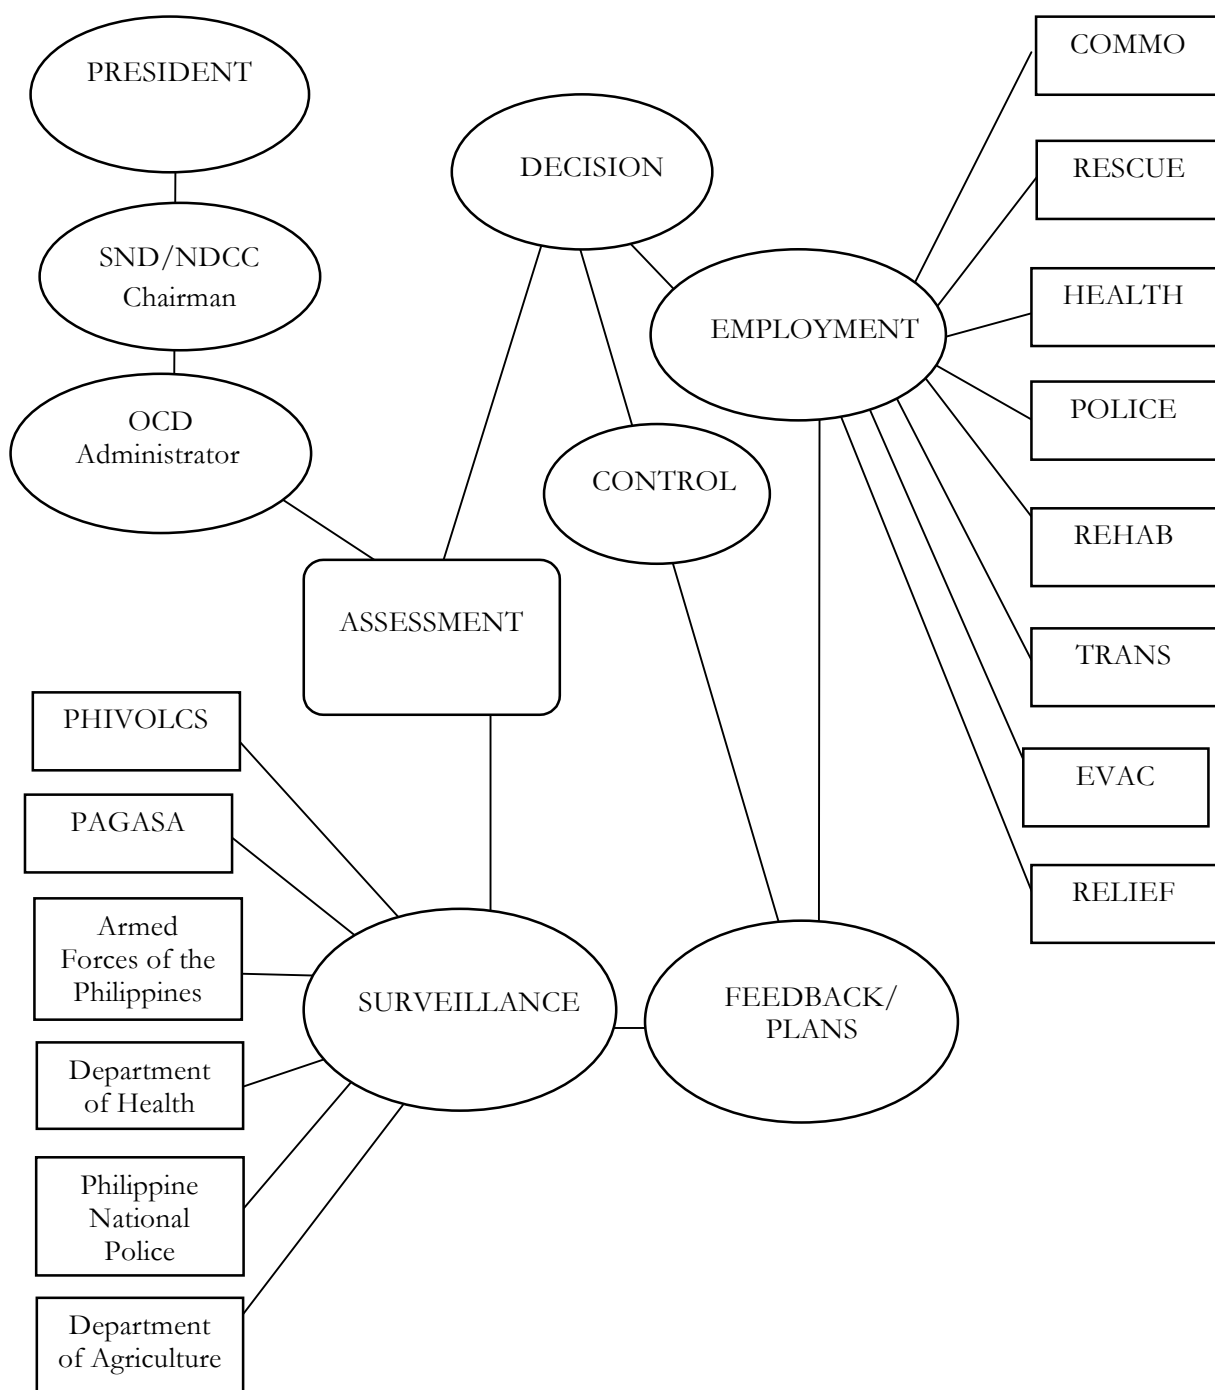 PRESIDENT
SND/NDCC
Chairman
OCD
Administrator
DECISION
EMPLOYMENT
CONTROL
ASSESSMENT
COMMO
RESCUE
HEALTH
POLICE
REHAB
TRANS
EVAC
RELIEF
PHIVOLCS
PAGASA
Armed
Forces of the
Philippines
Department
of Health
Philippine
National
Police
Department
of Agriculture
SURVEILLANCE
FEEDBACK/
PLANS